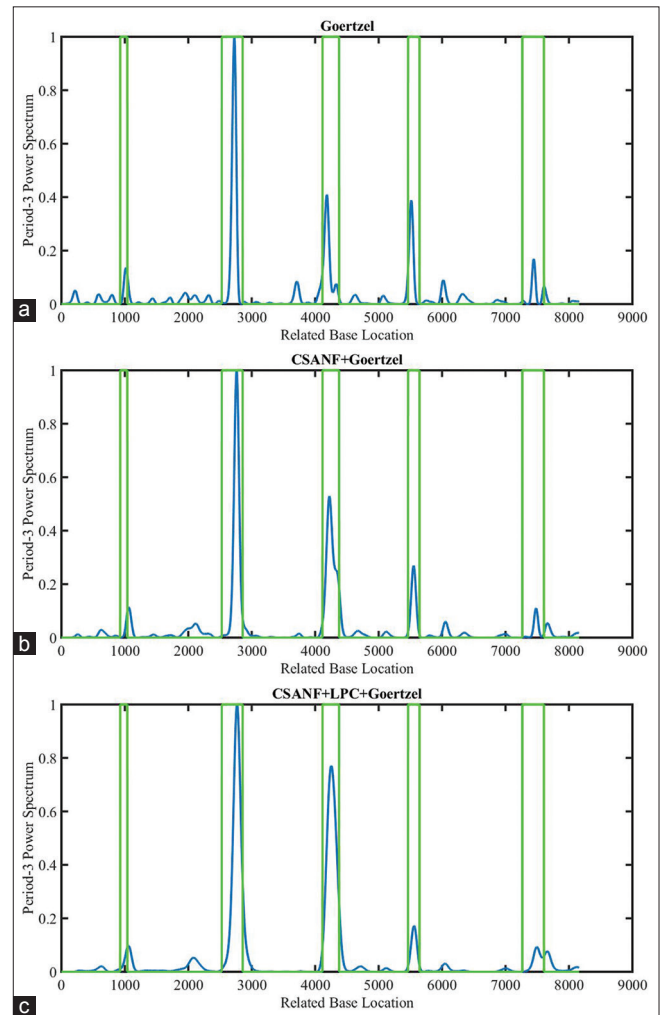 Goertzel
1
0.8
0.6
0.4
0.2
0
Period-3 Power Spectrum
a
0 1000 2000 3000 4000 5000 6000 7000 8000 9000
Related Base Location
CSANF+Goertzel
1
0.8
0.6
0.4
0.2
0
Period-3 Power Spectrum
b
0 1000 2000 3000 4000 5000 6000 7000 8000 9000
Related Base Location
CSANF+LPC+Goertzel
1
0.8
0.6
0.4
0.2
0
Period-3 Power Spectrum
c
0 1000 2000 3000 4000 5000 6000 7000 8000 9000
Related Base Location